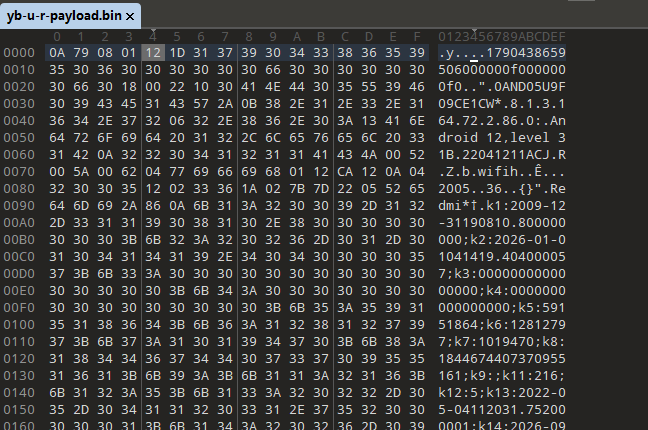 yb-u-r-payload.bin ×
0 1 2 3 4 5 6 7 8 9 A B C D E F 0123456789ABCDEF
0000 0A 79 08 01 12 1D 31 37 39 30 34 33 38 36 35 39 .y....1790438659
0010 35 30 36 30 30 30 30 30 30 66 30 30 30 30 30 30 506000000f000000
0020 30 66 30 18 00 22 10 30 41 4E 44 30 35 55 39 46 0f0..".0AND05U9F
0030 30 39 43 45 31 43 57 2A 0B 38 2E 31 2E 33 2E 31 09CE1CW*.8.1.3.1
0040 36 34 2E 37 32 06 32 2E 38 36 2E 30 3A 13 41 6E 64.72.2.86.0:.An
0050 64 72 6F 69 64 20 31 32 2C 6C 65 76 65 6C 20 33 droid 12,level 3
0060 31 42 0A 32 32 30 34 31 32 31 31 41 43 4A 00 52 1B.22041211ACJ.R
0070 00 5A 00 62 04 77 69 66 69 68 01 12 CA 12 0A 04 .Z.b.wifih..Ê...
0080 32 30 30 35 12 02 33 36 1A 02 7B 7D 22 05 52 65 2005..36..{}".Re
0090 64 6D 69 2A 86 0A 6B 31 3A 32 30 30 39 2D 31 32 dmi*†.k1:2009-12
00A0 2D 33 31 31 39 30 38 31 30 2E 38 30 30 30 30 30 -31190810.800000
00B0 30 30 30 3B 6B 32 3A 32 30 32 36 2D 30 31 2D 30 000;k2:2026-01-0
00C0 31 30 34 31 34 31 39 2E 34 30 34 30 30 30 30 35 1041419.40400005
00D0 37 3B 6B 33 3A 30 30 30 30 30 30 30 30 30 30 30 7;k3:00000000000
00E0 30 30 30 30 30 3B 6B 34 3A 30 30 30 30 30 30 30 00000;k4:0000000
00F0 30 30 30 30 30 30 30 30 30 3B 6B 35 3A 35 39 31 000000000;k5:591
0100 35 31 38 36 34 3B 6B 36 3A 31 32 38 31 32 37 39 51864;k6:1281279
0110 37 3B 6B 37 3A 31 30 31 39 34 37 30 3B 6B 38 3A 7;k7:1019470;k8:
0120 31 38 34 34 36 37 34 34 30 37 33 37 30 39 35 35 1844674407370955
0130 31 36 31 3B 6B 39 3A 3B 6B 31 31 3A 32 31 36 3B 161;k9:;k11:216;
0140 6B 31 32 3A 35 3B 6B 31 33 3A 32 30 32 32 2D 30 k12:5;k13:2022-0
0150 35 2D 30 34 31 31 32 30 33 31 2E 37 35 32 30 30 5-04112031.75200
0160 30 30 30 31 3B 6B 31 34 3A 32 30 32 36 2D 30 39 0001;k14:2026-09